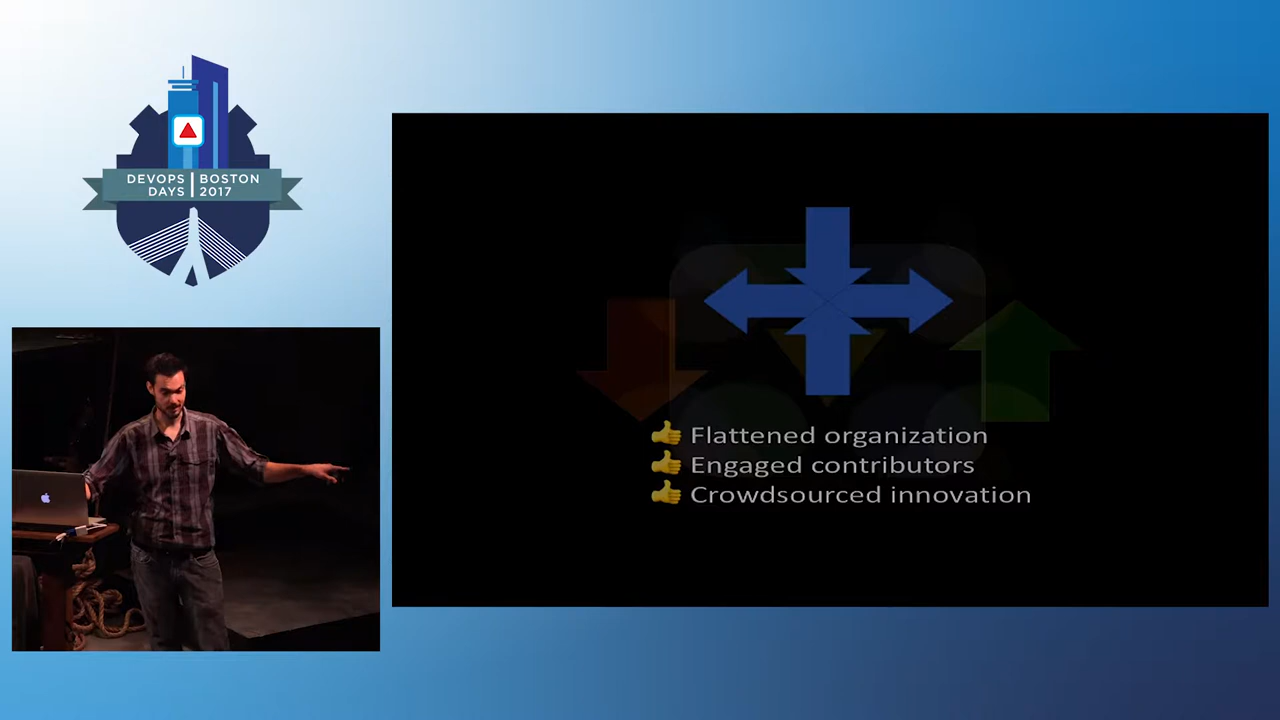 DEVOPS | BOSTON
DAYS | 2017
👍 Flattened organization
👍 Engaged contributors
👍 Crowdsourced innovation